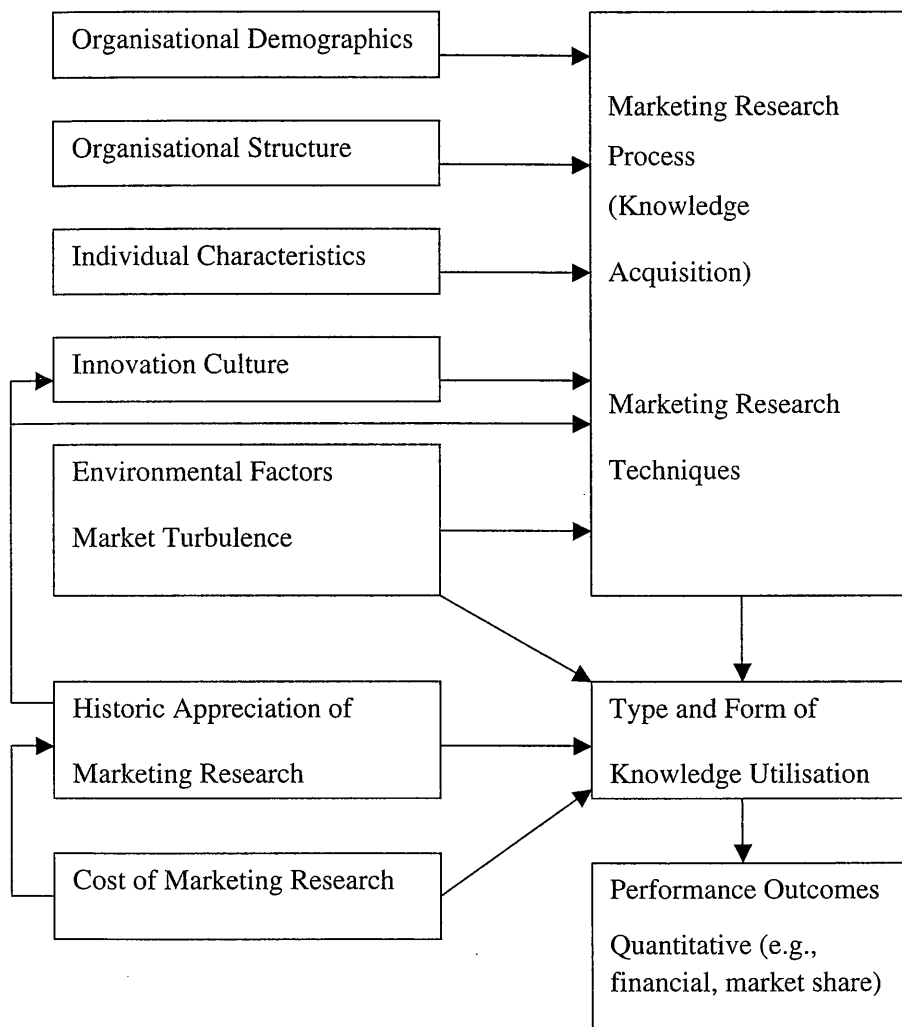 Organisational Demographics
Organisational Structure
Individual Characteristics
Innovation Culture
Environmental Factors
Market Turbulence
Historic Appreciation of
Marketing Research
Cost of Marketing Research
Marketing Research
Process
(Knowledge
Acquisition)
Marketing Research
Techniques
Type and Form of
Knowledge Utilisation
Performance Outcomes
Quantitative (e.g.,
financial, market share)